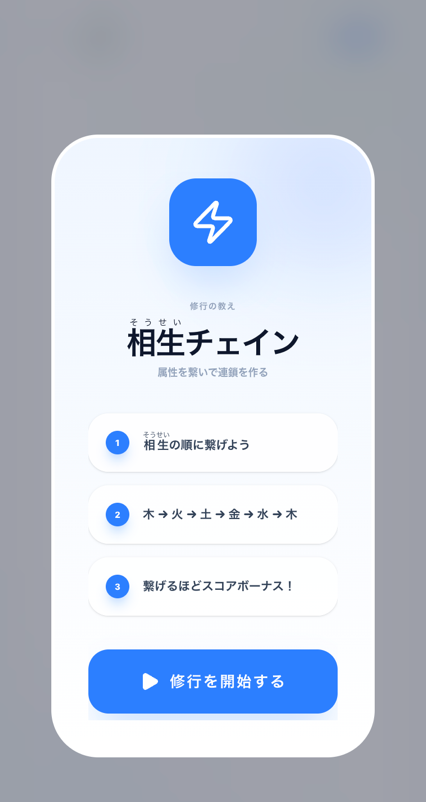 修行の教え
そうせい
相生チェイン
属性を繋いで連鎖を作る
1
そうせい
相生の順に繋げよう
2
木→火→土→金→水→木
3
繋げるほどスコアボーナス！
修行を開始する